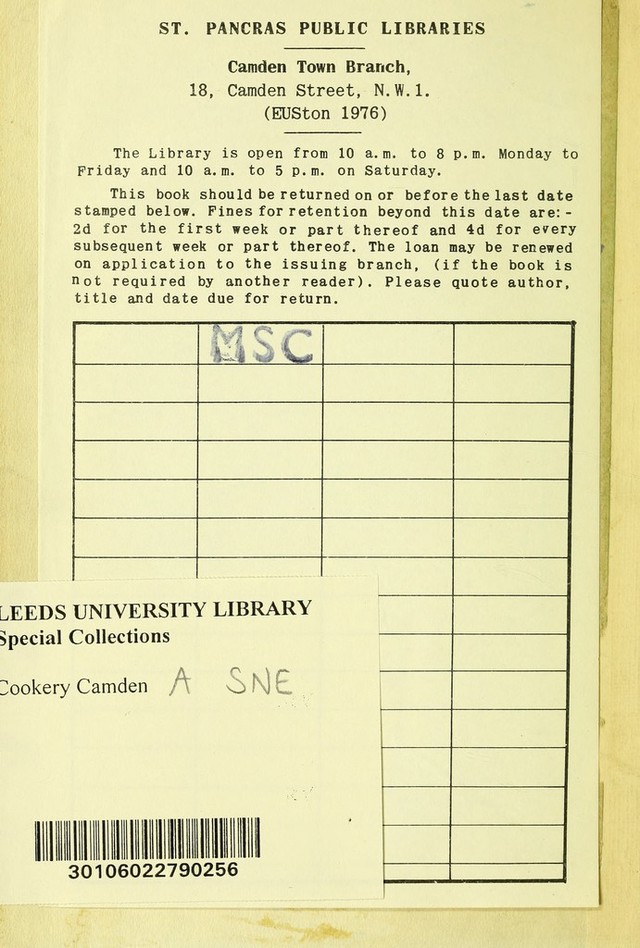 ST. PANCRAS PUBLIC LIBRARIES
Camden Town Branch,
18, Camden Street, N.W.1.
(EUSton 1976)
The Library is open from 10 a.m. to 8 p.m. Monday to
Friday and 10 a.m. to 5 p.m. on Saturday.
This book should be returned on or before the last date
stamped below. Fines for retention beyond this date are:-
2d for the first week or part thereof and 4d for every
subsequent week or part thereof. The loan may be renewed
on application to the issuing branch, (if the book is
not required by another reader). Please quote author,
title and date due for return.
MSC
LEEDS UNIVERSITY LIBRARY
Special Collections
Cookery Camden A SNE
30106022790256